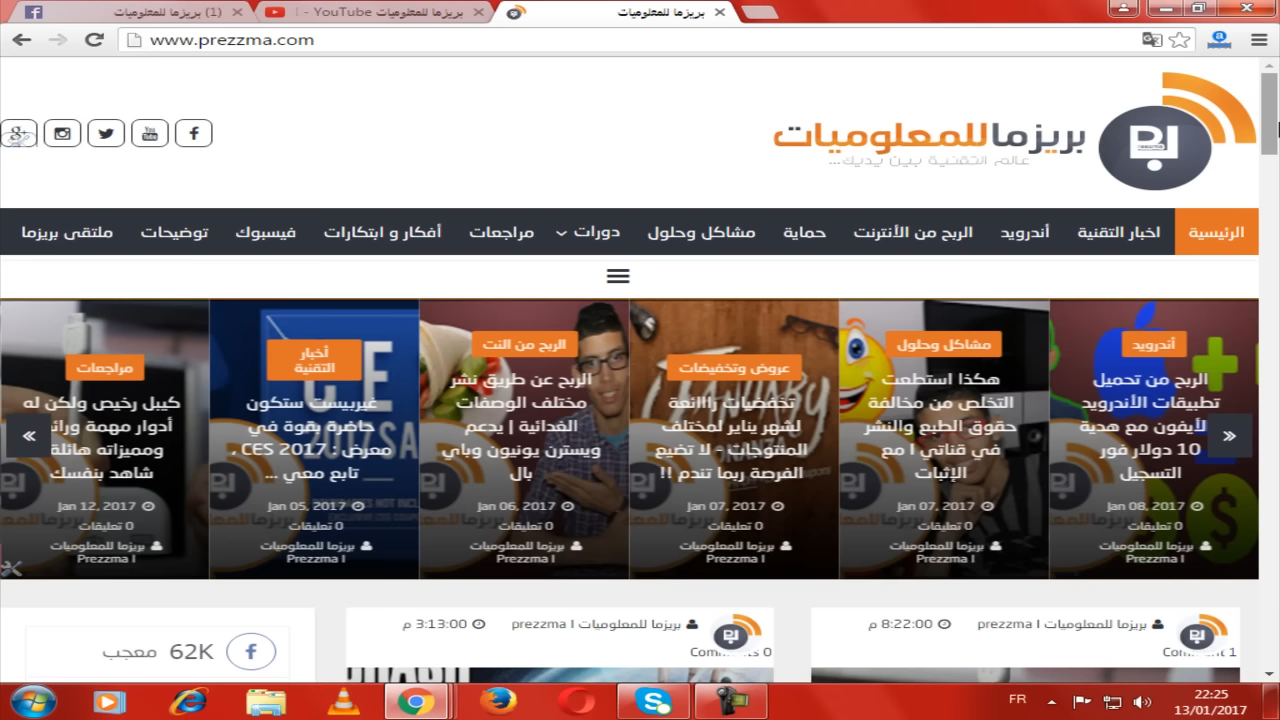 بريزما للمعلوميات (1)
بريزما للمعلوميات - YouTube
بريزما للمعلوميات
www.prezzma.com
بريزما للمعلوميات
عالم التقنية بين يديك...
الرئيسية
اخبار التقنية
أندرويد
الربح من الأنترنت
حماية
مشاكل وحلول
دورات
مراجعات
أفكار و ابتكارات
فيسبوك
توضيحات
ملتقى بريزما
أندرويد
الربح من تحميل
تطبيقات الأندرويد
لأيفون مع هدية
10 دولار فور
التسجيل
Jan 08, 2017
0 تعليقات
بريزما للمعلوميات
Prezzma I
مشاكل وحلول
هكذا استطعت
التخلص من مخالفة
حقوق الطبع والنشر
في قناتي | مع
الإثبات
Jan 07, 2017
0 تعليقات
بريزما للمعلوميات
Prezzma I
عروض وتخفيضات
تخفضيات رااائعة
لشهر يناير لمختلف
المنتوجات - لا تضيع
الفرصة ربما تندم !!
Jan 07, 2017
0 تعليقات
بريزما للمعلوميات
Prezzma I
الربح من النت
الربح عن طريق نشر
مختلف الوصفات
الغدائية | يدعم
ويسترن يونيون وباي
بال
Jan 06, 2017
0 تعليقات
بريزما للمعلوميات
Prezzma I
أخبار
التقنية
غيربيست ستكون
حاضرة بقوة في
معرض : CES 2017 ،
تابع معي ...
Jan 05, 2017
0 تعليقات
بريزما للمعلوميات
Prezzma I
مراجعات
كيبل رخيص ولكن له
أدوار مهمة ورائ
ومميزاته هائلة
شاهد بنفسك
Jan 12, 2017
0 تعليقات
بريزما للمعلوميات
Prezzma I
بريزما للمعلوميات | prezzma
8:22:00 م
1
بريزما للمعلوميات | prezzma
3:13:00 م
0
62K معجب
FR
22:25
13/01/2017